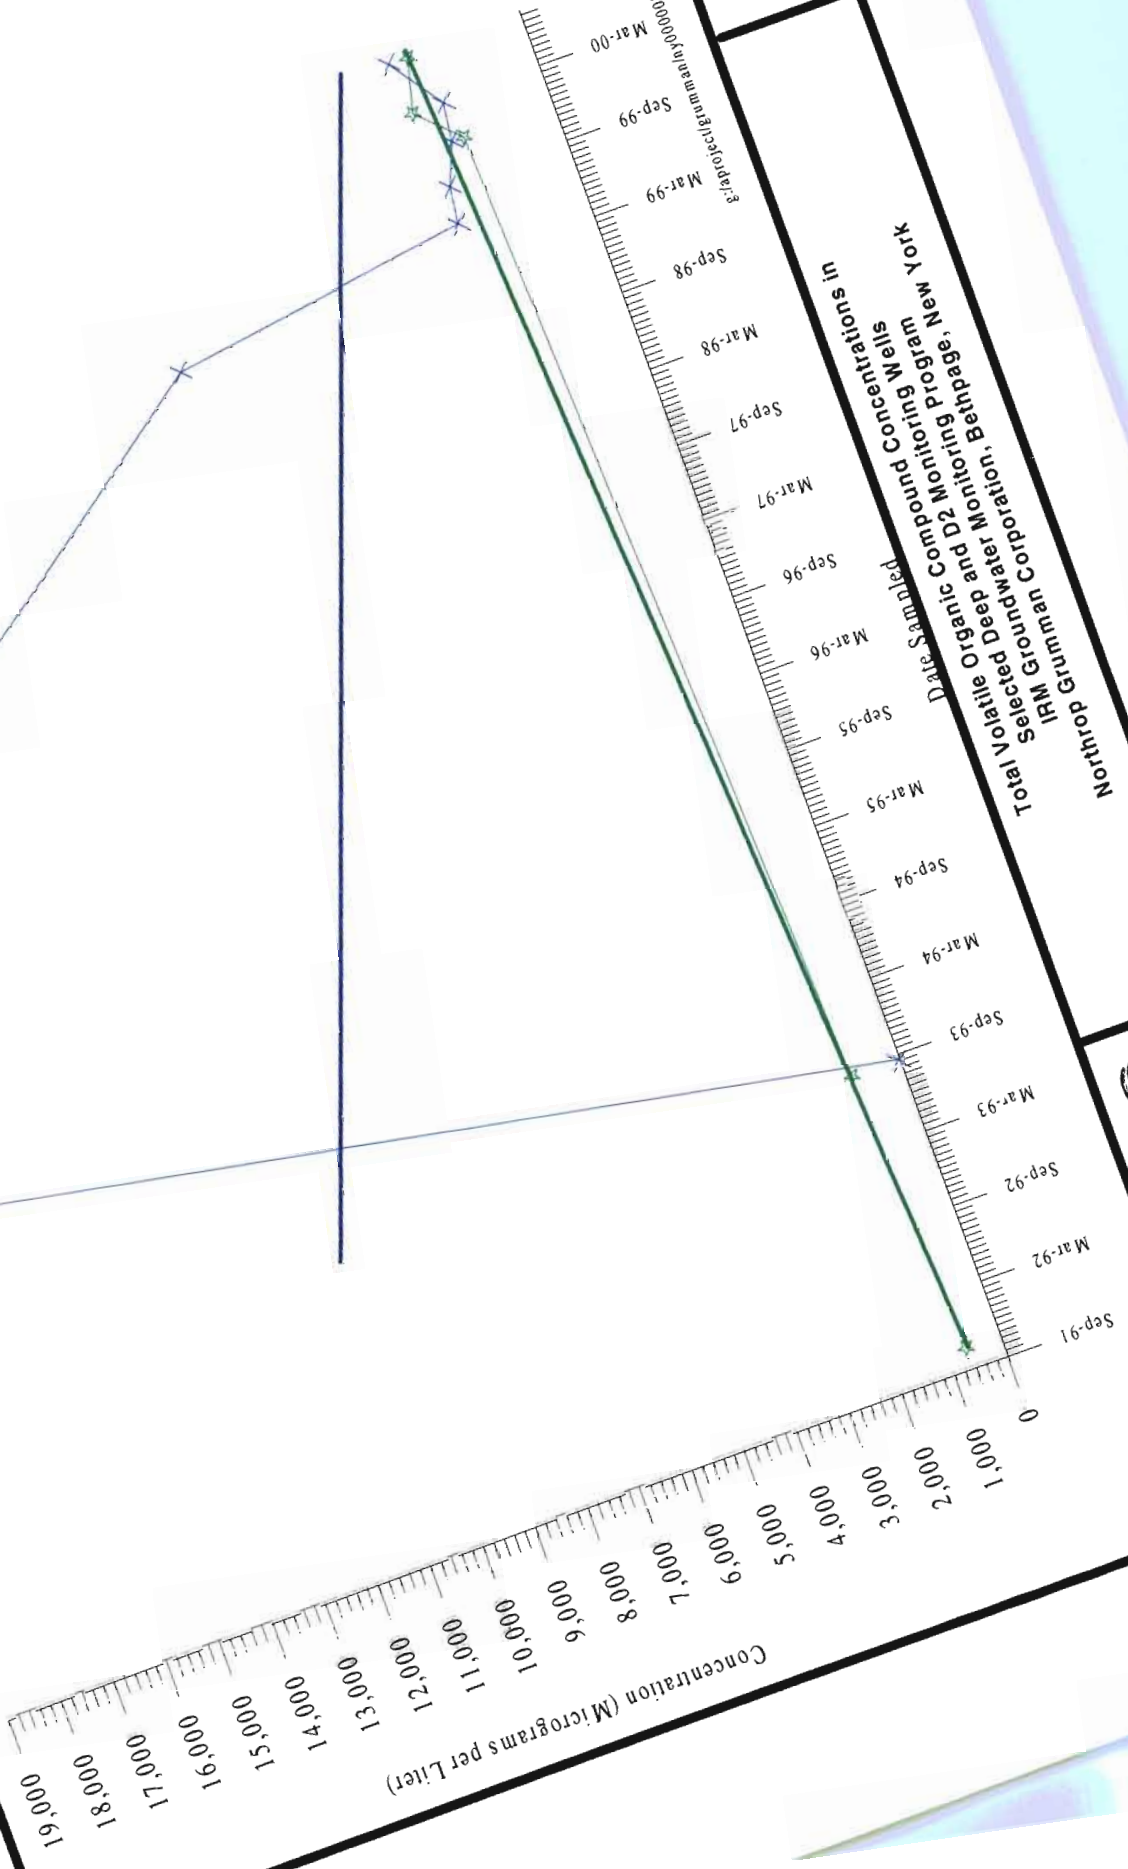 19,000
18,000
17,000
16,000
15,000
14,000
13,000
12,000
11,000
10,000
9,000
8,000
7,000
6,000
5,000
4,000
3,000
2,000
1,000
0
Concentration (Micrograms per Liter)
Sep-91
Mar-92
Sep-92
Mar-93
Sep-93
Mar-94
Sep-94
Mar-95
Sep-95
Mar-96
Sep-96
Mar-97
Sep-97
Mar-98
Sep-98
Mar-99
Sep-99
Mar-00
Date Sampled
Total Volatile Organic Compound Concentrations in
Selected Deep and D2 Monitoring Wells
IRM Groundwater Monitoring Program
Northrop Grumman Corporation, Bethpage, New York